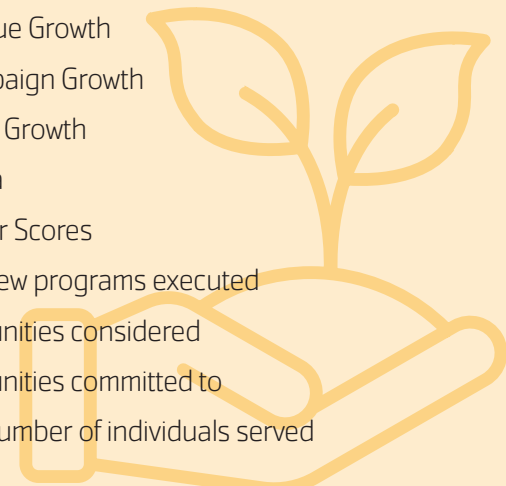 ue Growth
paign Growth
Growth
r Scores
ew programs executed
unities considered
unities committed to
umber of individuals served